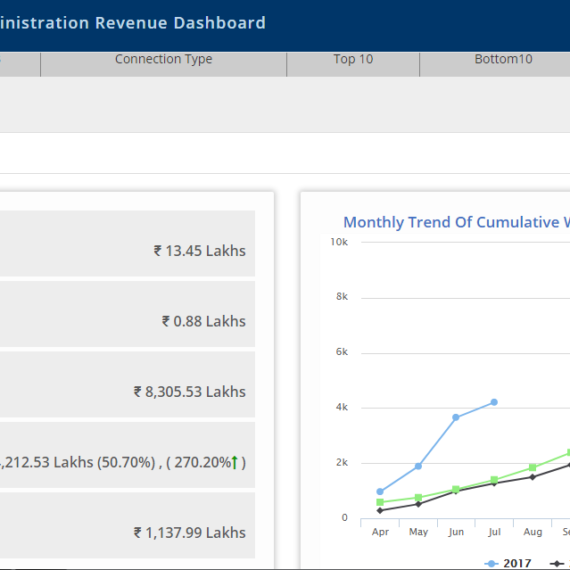 inistration Revenue Dashboard
Connection Type
Top 10
Bottom10
₹ 13.45 Lakhs
₹ 0.88 Lakhs
₹ 8,305.53 Lakhs
,212.53 Lakhs (50.70%) , ( 270.20%↑ )
₹ 1,137.99 Lakhs
Monthly Trend Of Cumulative W
10k
8k
6k
4k
2k
0
Apr May Jun Jul Aug Se
2017